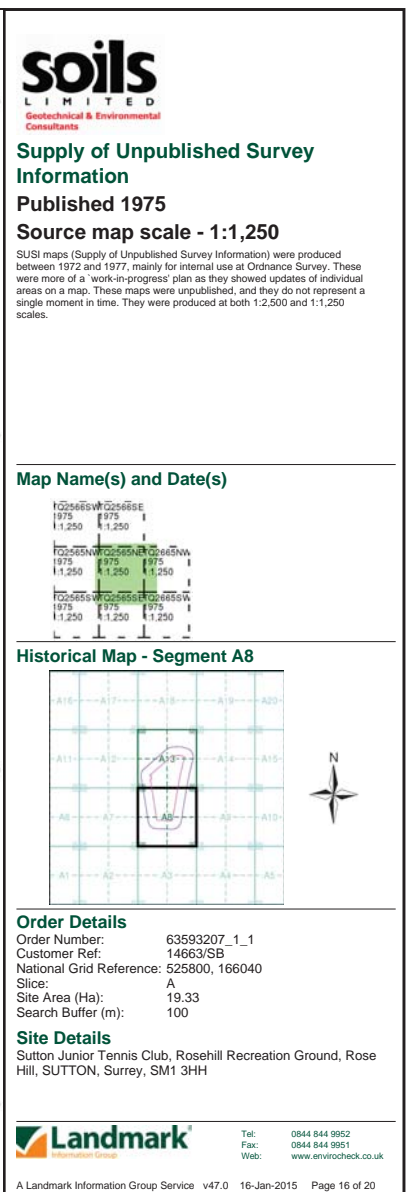 soils
LIMITED
Geotechnical & Environmental
Consultants
Supply of Unpublished Survey
Information
Published 1975
Source map scale - 1:1,250
SUSI maps (Supply of Unpublished Survey Information) were produced
between 1972 and 1977, mainly for internal use at Ordnance Survey. These
were more of a `work-in-progress' plan as they showed updates of individual
areas on a map. These maps were unpublished, and they do not represent a
single moment in time. They were produced at both 1:2,500 and 1:1,250
scales.
Map Name(s) and Date(s)
TQ2566SW TQ2566SE
1975 1975
1:1,250 1:1,250
TQ2565NW TQ2565NE TQ2665NW
1975 1975 1975
1:1,250 1:1,250 1:1,250
TQ2565SW TQ2565SE TQ2665SW
1975 1975 1975
1:1,250 1:1,250 1:1,250
Historical Map - Segment A8
A16 A17 A18 A19 A20
A11 A12 A13 A14 A15
A7 A8 A10
A1 A2 A3 A4 A5
N
Order Details
Order Number: 63593207_1_1
Customer Ref: 14663/SB
National Grid Reference: 525800, 166040
Slice: A
Site Area (Ha): 19.33
Search Buffer (m): 100
Site Details
Sutton Junior Tennis Club, Rosehill Recreation Ground, Rose
Hill, SUTTON, Surrey, SM1 3HH
Landmark
Information Group
Tel: 0844 844 9952
Fax: 0844 844 9951
Web: www.envirocheck.co.uk
A Landmark Information Group Service v47.0 16-Jan-2015 Page 16 of 20